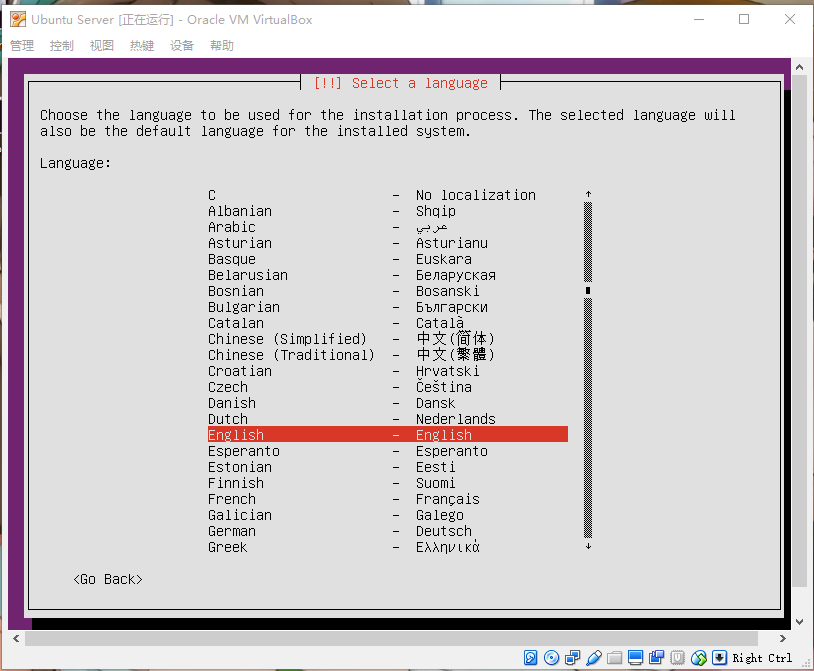 Ubuntu Server [正在运行] - Oracle VM VirtualBox
管理 控制 视图 热键 设备 帮助
[!!] Select a language
Choose the language to be used for the installation process. The selected language will
also be the default language for the installed system.
Language:
C - No localization
Albanian - Shqip
Arabic - عربي
Asturian - Asturianu
Basque - Euskara
Belarusian - Беларуская
Bosnian - Bosanski
Bulgarian - Български
Catalan - Català
Chinese (Simplified) - 中文(简体)
Chinese (Traditional) - 中文(繁體)
Croatian - Hrvatski
Czech - Čeština
Danish - Dansk
Dutch - Nederlands
English - English
Esperanto - Esperanto
Estonian - Eesti
Finnish - Suomi
French - Français
Galician - Galego
German - Deutsch
Greek - Ελληνικά
<Go Back>
Right Ctrl